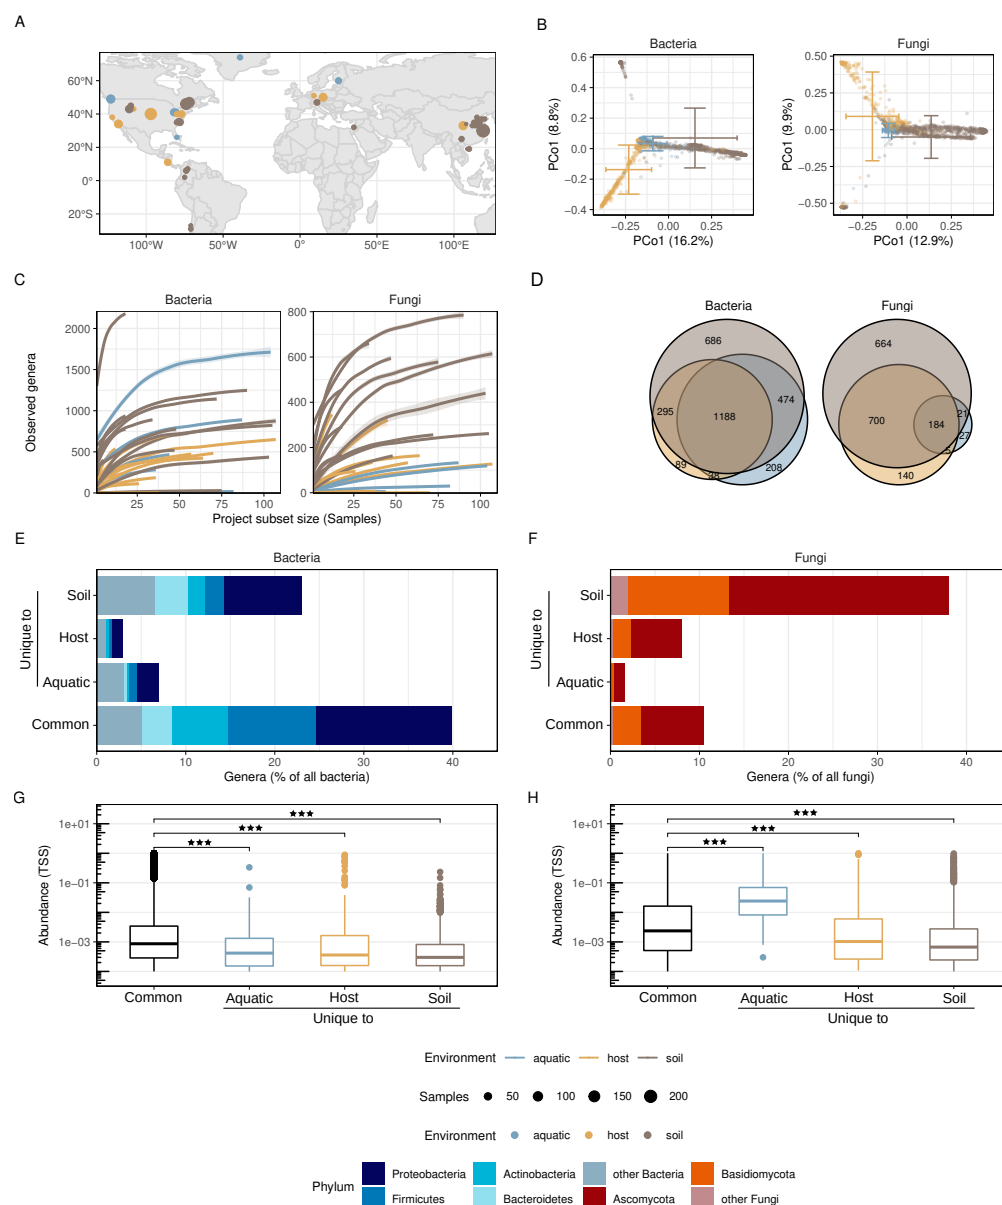 A
60°N
40°N
20°N
0°
20°S
100°W
50°W
0°
50°E
100°E
B
Bacteria
Fungi
PCo1 (8.8%)
0.6
0.4
0.2
0.0
−0.2
−0.4
−0.25
0.00
0.25
PCo1 (16.2%)
PCo1 (9.9%)
0.50
0.25
0.00
−0.25
−0.50
−0.25
0.00
0.25
PCo1 (12.9%)
C
Bacteria
Fungi
Observed genera
2000
1500
1000
500
0
25
50
75
100
800
600
400
200
0
25
50
75
100
Project subset size (Samples)
D
Bacteria
Fungi
686
474
295
1188
89
98
208
664
700
184
21
27
5
140
E
Bacteria
Unique to
Soil
Host
Aquatic
Common
0
10
20
30
40
Genera (% of all bacteria)
F
Fungi
Unique to
Soil
Host
Aquatic
Common
0
10
20
30
40
Genera (% of all fungi)
G
Abundance (TSS)
1e+01
1e−01
1e−03
★★★
★★★
★★★
Common
Aquatic
Host
Soil
Unique to
H
Abundance (TSS)
1e+01
1e−01
1e−03
★★★
★★★
★★★
Common
Aquatic
Host
Soil
Unique to
Environment aquatic host soil
Samples 50 100 150 200
Environment aquatic host soil
Phylum
Proteobacteria Actinobacteria other Bacteria Basidiomycota
Firmicutes Bacteroidetes Ascomycota other Fungi